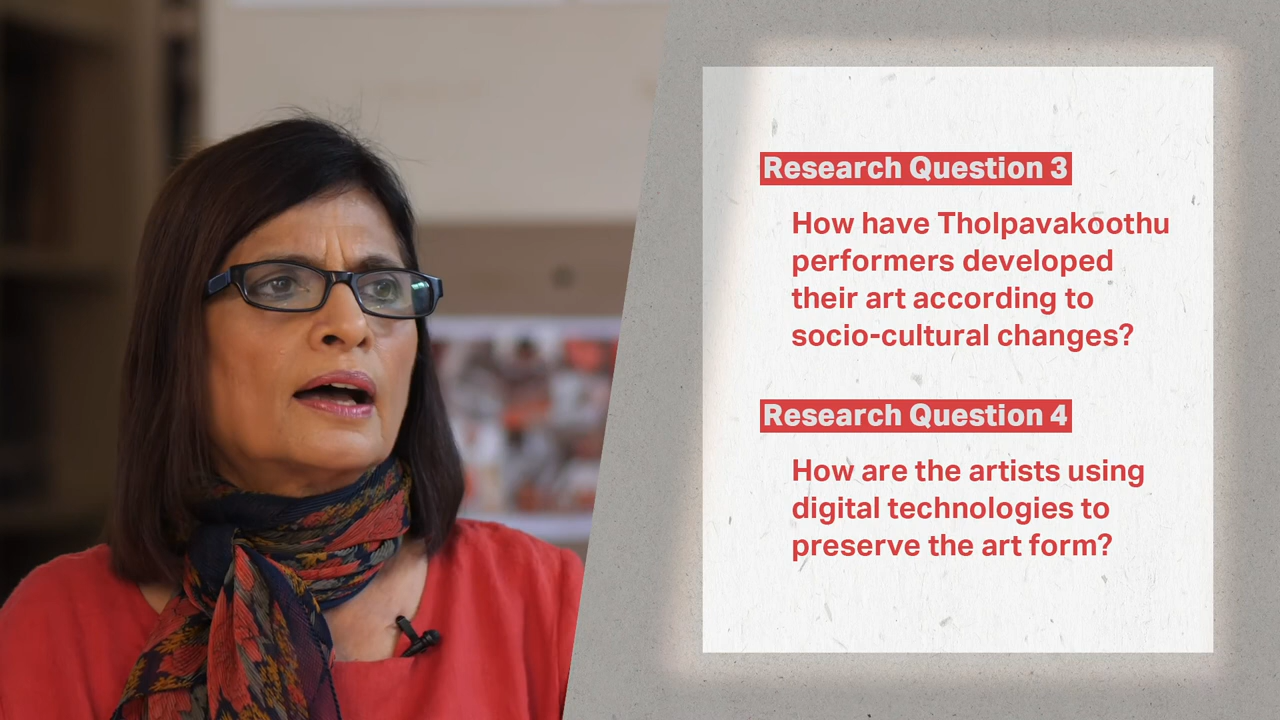 Research Question 3
How have Tholpavakoothu
performers developed
their art according to
socio-cultural changes?
Research Question 4
How are the artists using
digital technologies to
preserve the art form?